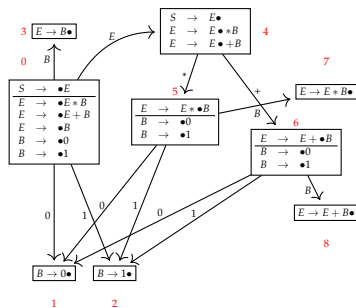 3
E → B●
0
S → E●
E → E●∗B
E → E●+B
4
E
B
S → ●E
E → ●E∗B
E → ●E+B
E → ●B
B → ●0
B → ●1
∗
+
B
5
E → E∗●B
B → ●0
B → ●1
7
E → E∗B●
6
E → E+●B
B → ●0
B → ●1
B
E → E+B●
8
0
1
0
1
0
1
B → 0●
B → 1●
1
2